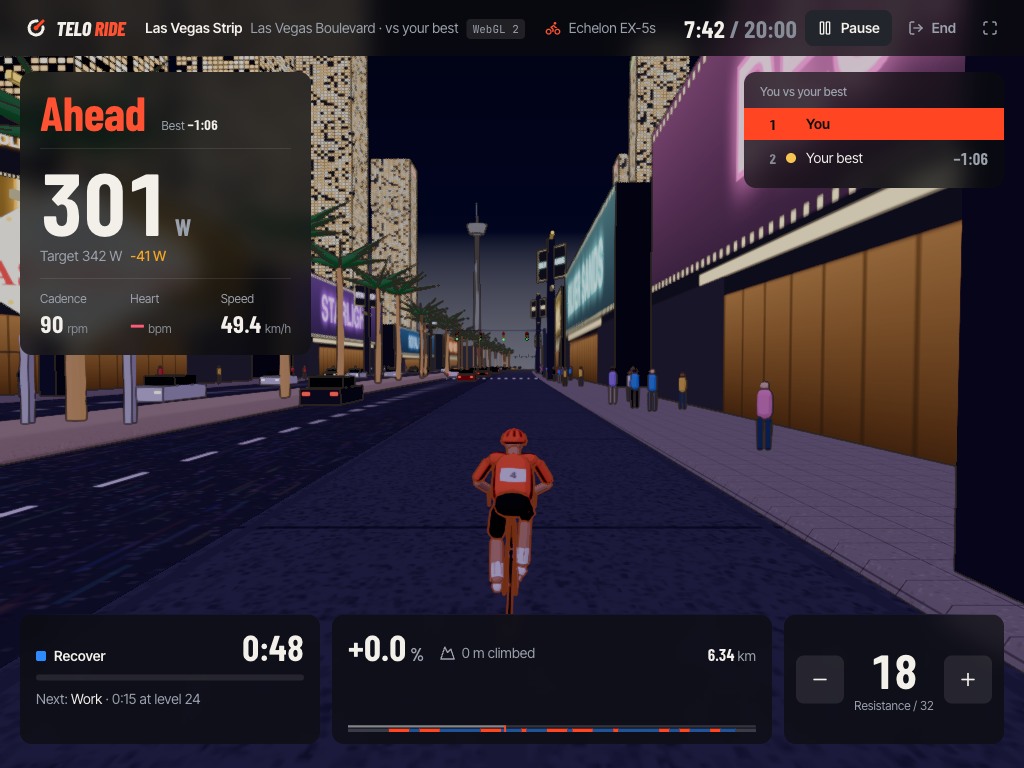 TELO RIDE
Las Vegas Strip Las Vegas Boulevard · vs your best WebGL 2
Echelon EX-5s
7:42 / 20:00
Pause
End
Ahead Best −1:06
301 W
Target 342 W -41 W
Cadence Heart Speed
90 rpm — bpm 49.4 km/h
You vs your best
1 You
2 Your best −1:06
4
Recover 0:48
Next: Work · 0:15 at level 24
+0.0 % 0 m climbed 6.34 km
− 18 +
Resistance / 32